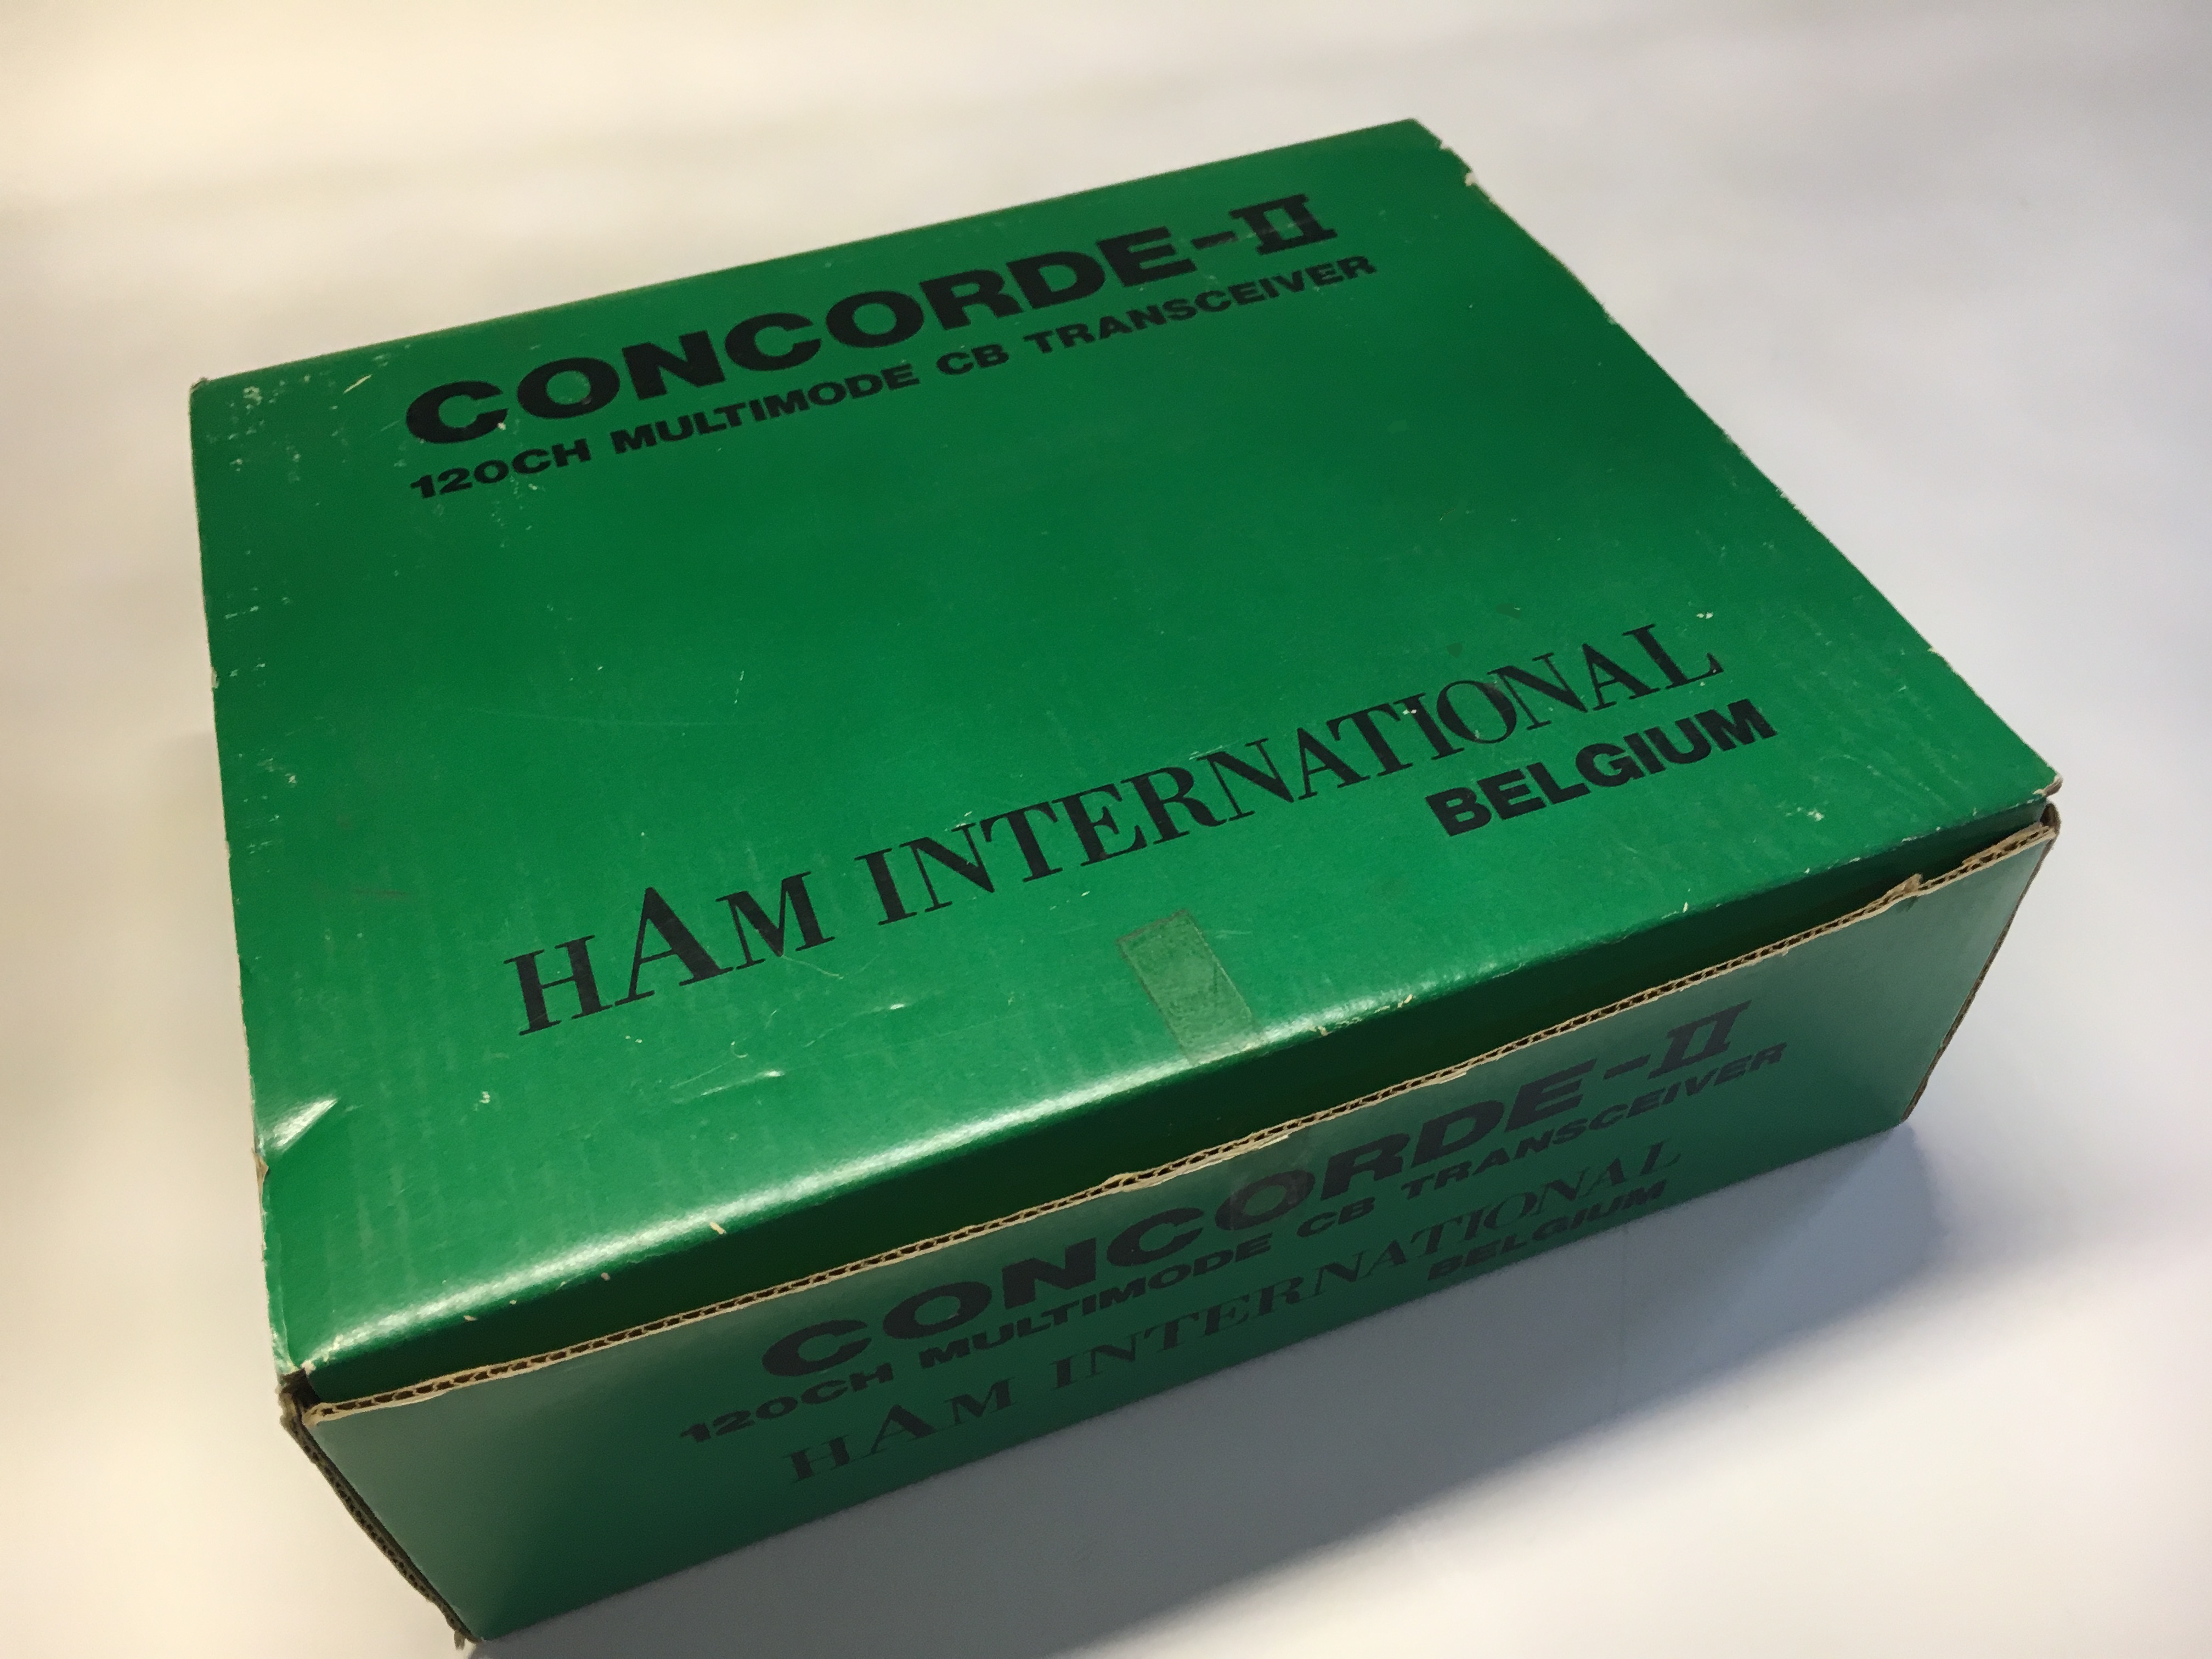 CONCORDE-II
120CH MULTIMODE CB TRANSCEIVER
HAM INTERNATIONAL
BELGIUM
CONCORDE-II
120CH MULTIMODE CB TRANSCEIVER
HAM INTERNATIONAL
BELGIUM